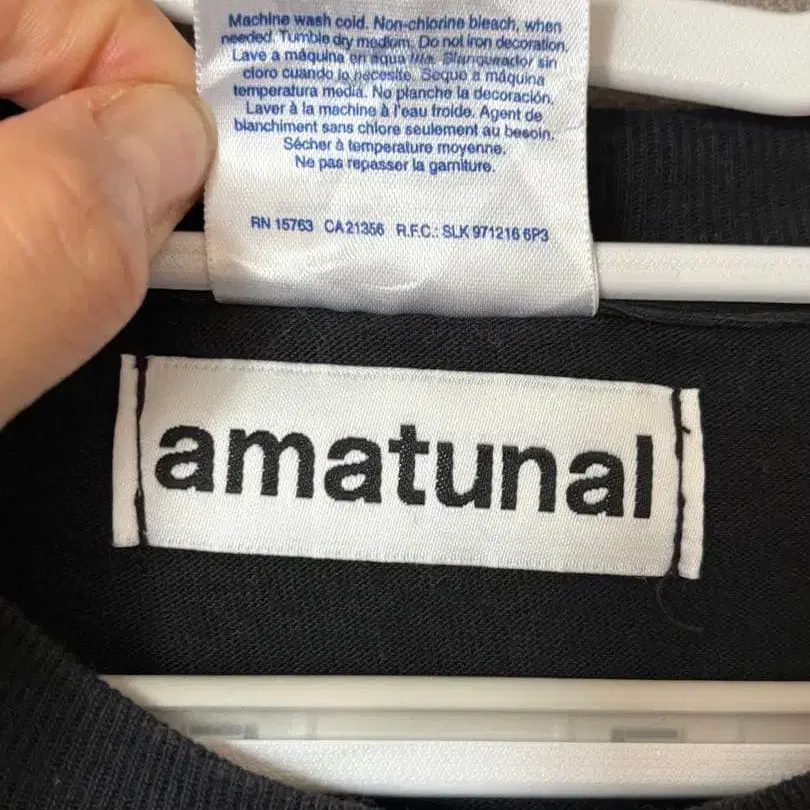 Machine wash cold. Non-chlorine bleach, when
needed. Tumble dry medium. Do not iron decoration.
Lave a máquina en agua fria. Blanqueador sin
cloro cuando lo necesite. Seque a máquina
temperatura media. No planche la decoración.
Laver à la machine à l'eau froide. Agent de
blanchiment sans chlore seulement au besoin.
Sécher à temperature moyenne.
Ne pas repasser la garniture.
RN 15763 CA 21356 R.F.C.: SLK 971216 6P3
amatunal